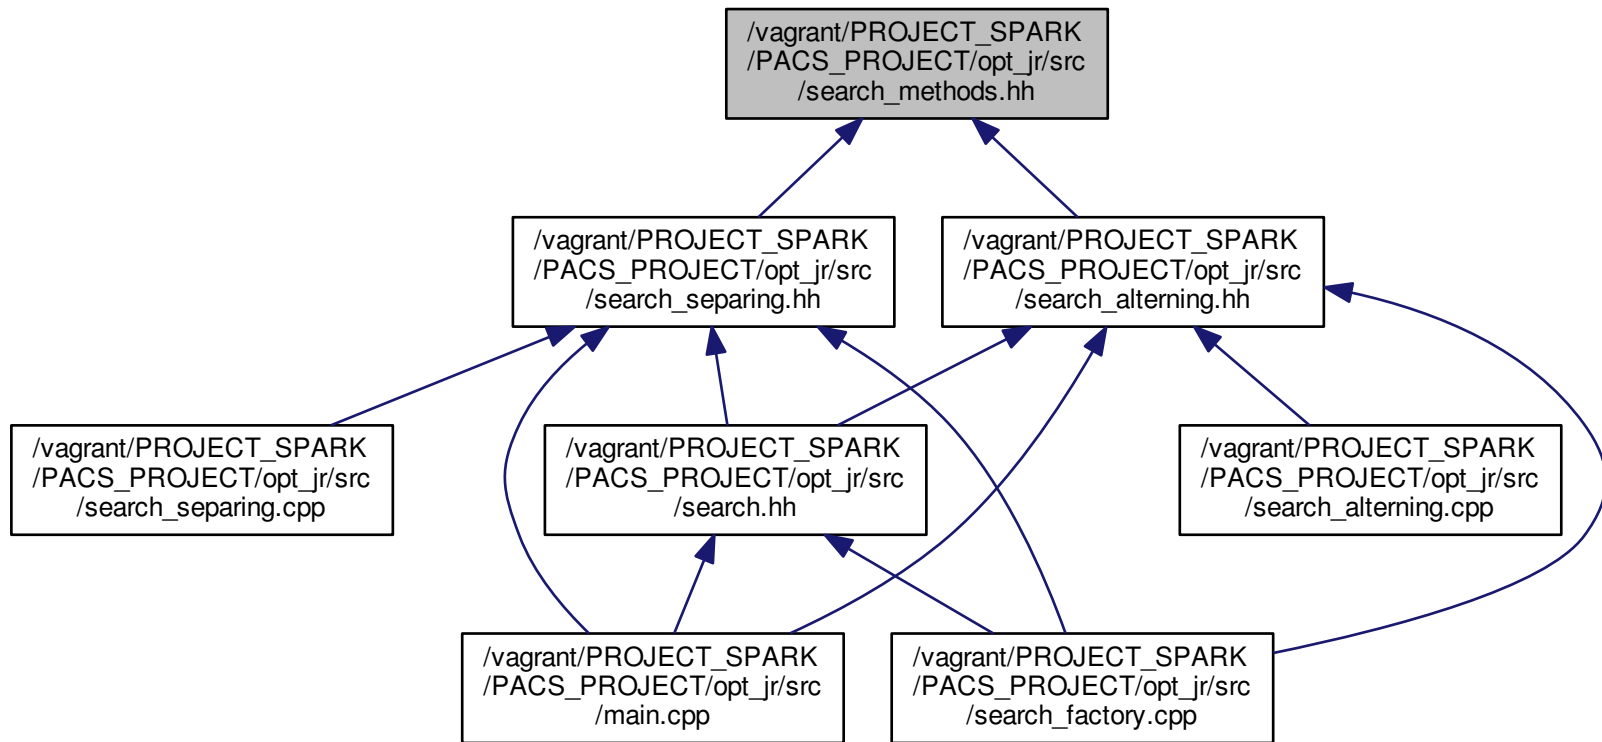 /vagrant/PROJECT_SPARK
/PACS_PROJECT/opt_jr/src
/search_methods.hh
/vagrant/PROJECT_SPARK
/PACS_PROJECT/opt_jr/src
/search_separing.hh
/vagrant/PROJECT_SPARK
/PACS_PROJECT/opt_jr/src
/search_alterning.hh
/vagrant/PROJECT_SPARK
/PACS_PROJECT/opt_jr/src
/search_separing.cpp
/vagrant/PROJECT_SPARK
/PACS_PROJECT/opt_jr/src
/search.hh
/vagrant/PROJECT_SPARK
/PACS_PROJECT/opt_jr/src
/search_alterning.cpp
/vagrant/PROJECT_SPARK
/PACS_PROJECT/opt_jr/src
/main.cpp
/vagrant/PROJECT_SPARK
/PACS_PROJECT/opt_jr/src
/search_factory.cpp